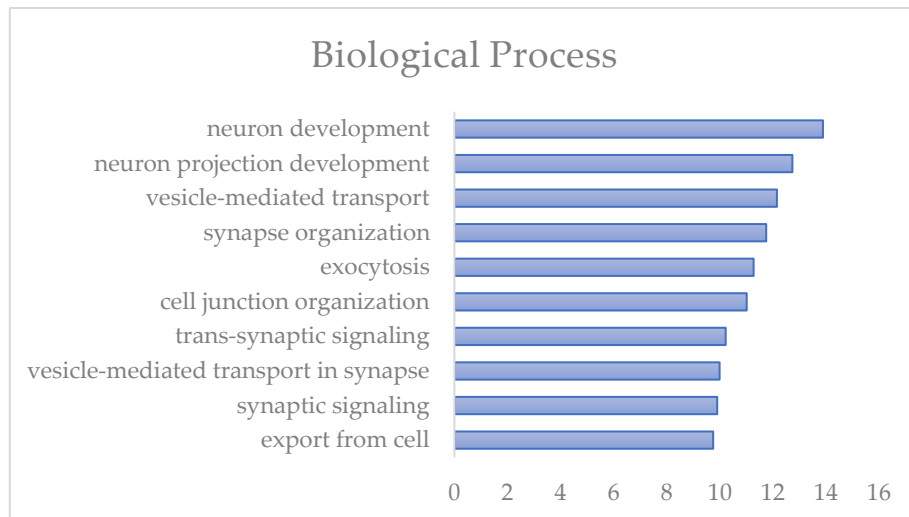 Biological Process
neuron development
neuron projection development
vesicle-mediated transport
synapse organization
exocytosis
cell junction organization
trans-synaptic signaling
vesicle-mediated transport in synapse
synaptic signaling
export from cell
0 2 4 6 8 10 12 14 16